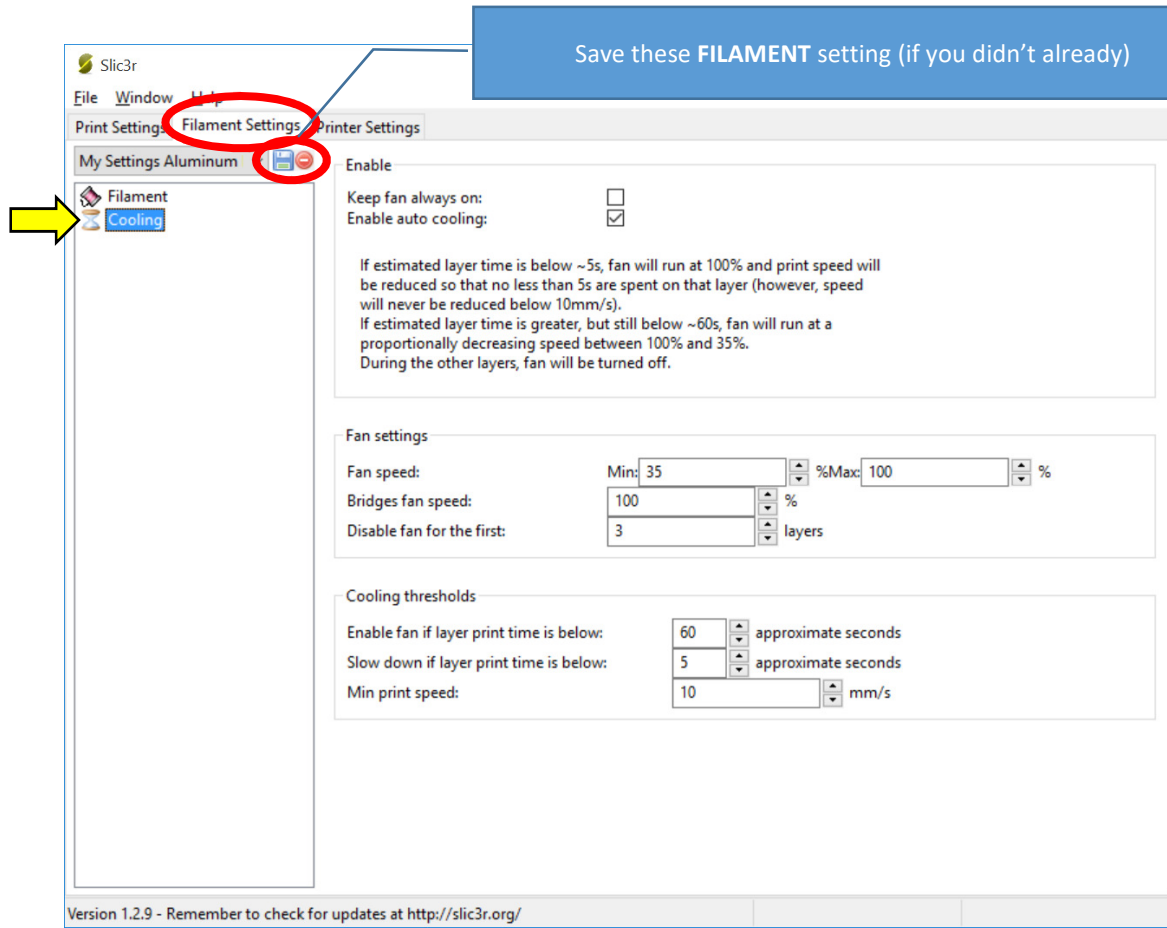 Save these FILAMENT setting (if you didn't already)
Slic3r
File Window Help
Print Settings Filament Settings Printer Settings
My Settings Aluminum
Filament
Cooling
Enable
Keep fan always on:
Enable auto cooling:
If estimated layer time is below ~5s, fan will run at 100% and print speed will
be reduced so that no less than 5s are spent on that layer (however, speed
will never be reduced below 10mm/s).
If estimated layer time is greater, but still below ~60s, fan will run at a
proportionally decreasing speed between 100% and 35%.
During the other layers, fan will be turned off.
Fan settings
Fan speed: Min: 35 %Max: 100 %
Bridges fan speed: 100 %
Disable fan for the first: 3 layers
Cooling thresholds
Enable fan if layer print time is below: 60 approximate seconds
Slow down if layer print time is below: 5 approximate seconds
Min print speed: 10 mm/s
Version 1.2.9 - Remember to check for updates at http://slic3r.org/